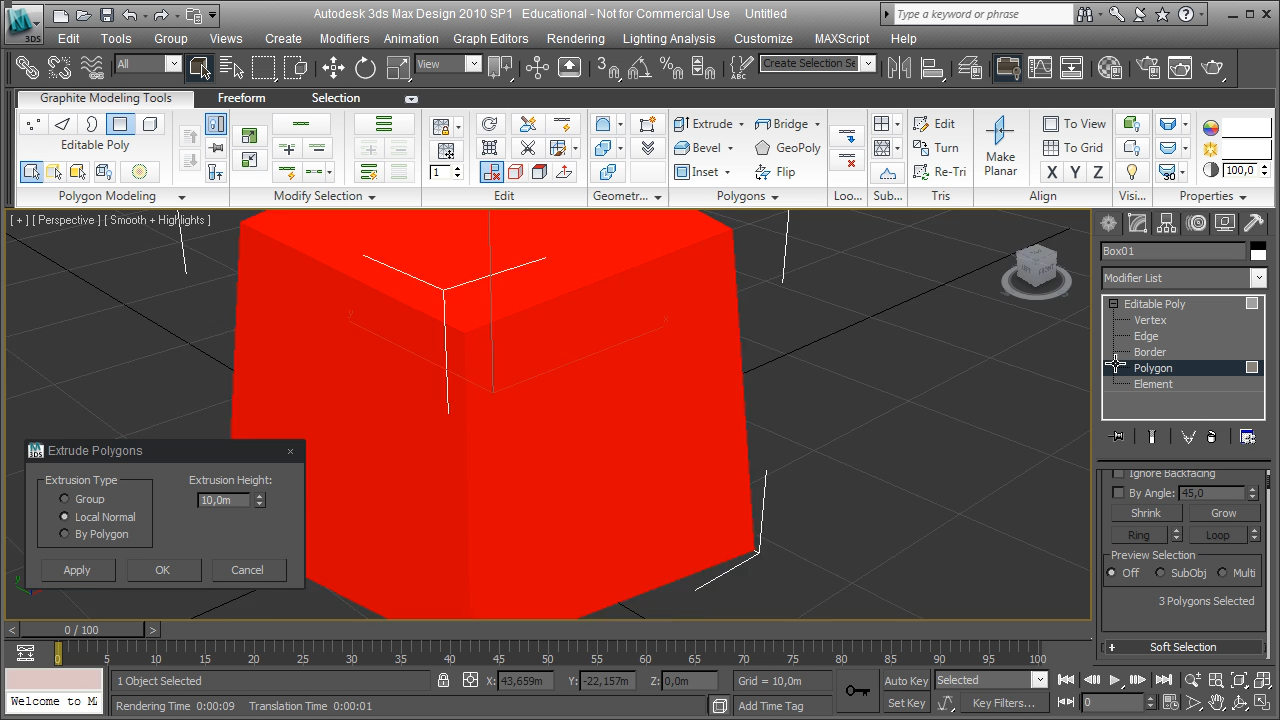 Autodesk 3ds Max Design 2010 SP1    Educational - Not for Commercial Use    Untitled
Type a keyword or phrase
3DS
Edit Tools Group Views Create Modifiers Animation Graph Editors Rendering Lighting Analysis Customize MAXScript Help
All View 3 ABC Create Selection Se
Graphite Modeling Tools Freeform Selection
Extrude Bridge Edit To View
Editable Poly Bevel GeoPoly Turn Make Planar To Grid
1 Inset Flip Re-Tri X Y Z 100,0
Polygon Modeling Modify Selection Edit Geometr... Polygons Loo... Sub... Tris Align Visi... Properties
[ + ] [ Perspective ] [ Smooth + Highlights ]
Box01
Modifier List
Editable Poly
Vertex
Edge
Border
Polygon
Element
y x
Extrude Polygons
Extrusion Type Extrusion Height:
Group 10,0m
Local Normal
By Polygon
Apply OK Cancel
Ignore Backfacing
By Angle: 45,0
Shrink Grow
Ring Loop
Preview Selection
Off SubObj Multi
3 Polygons Selected
+ Soft Selection
< 0 / 100 >
0 5 10 15 20 25 30 35 40 45 50 55 60 65 70 75 80 85 90 95 100
1 Object Selected X: 43,659m Y: -22,157m Z: 0,0m Grid = 10,0m Auto Key Selected
Welcome to M Rendering Time 0:00:09 Translation Time 0:00:01 Add Time Tag Set Key Key Filters... 0